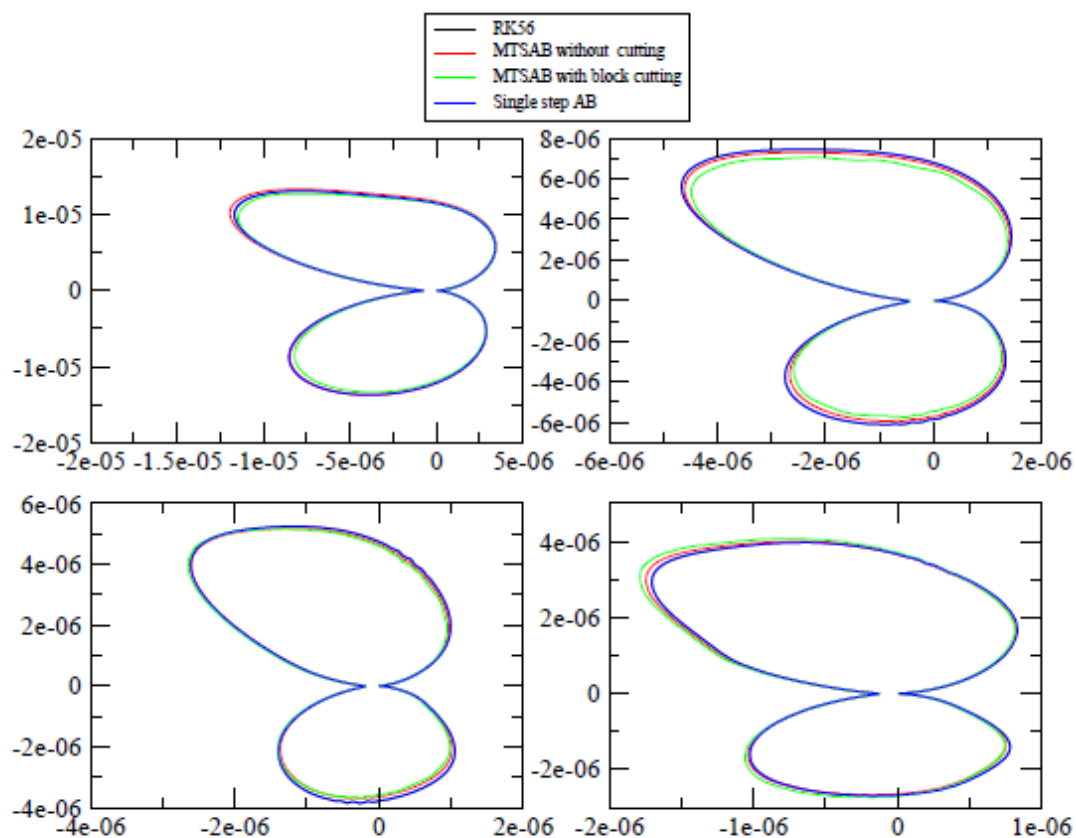 RK56
MTSAB without cutting
MTSAB with block cutting
Single step AB
2e-05
1e-05
0
-1e-05
-2e-05
-2e-05 -1.5e-05 -1e-05 -5e-06 0 5e-06
8e-06
6e-06
4e-06
2e-06
0
-2e-06
-4e-06
-6e-06
-6e-06 -4e-06 -2e-06 0 2e-06
6e-06
4e-06
2e-06
0
-2e-06
-4e-06
-4e-06 -2e-06 0 2e-06
4e-06
2e-06
0
-2e-06
-2e-06 -1e-06 0 1e-06